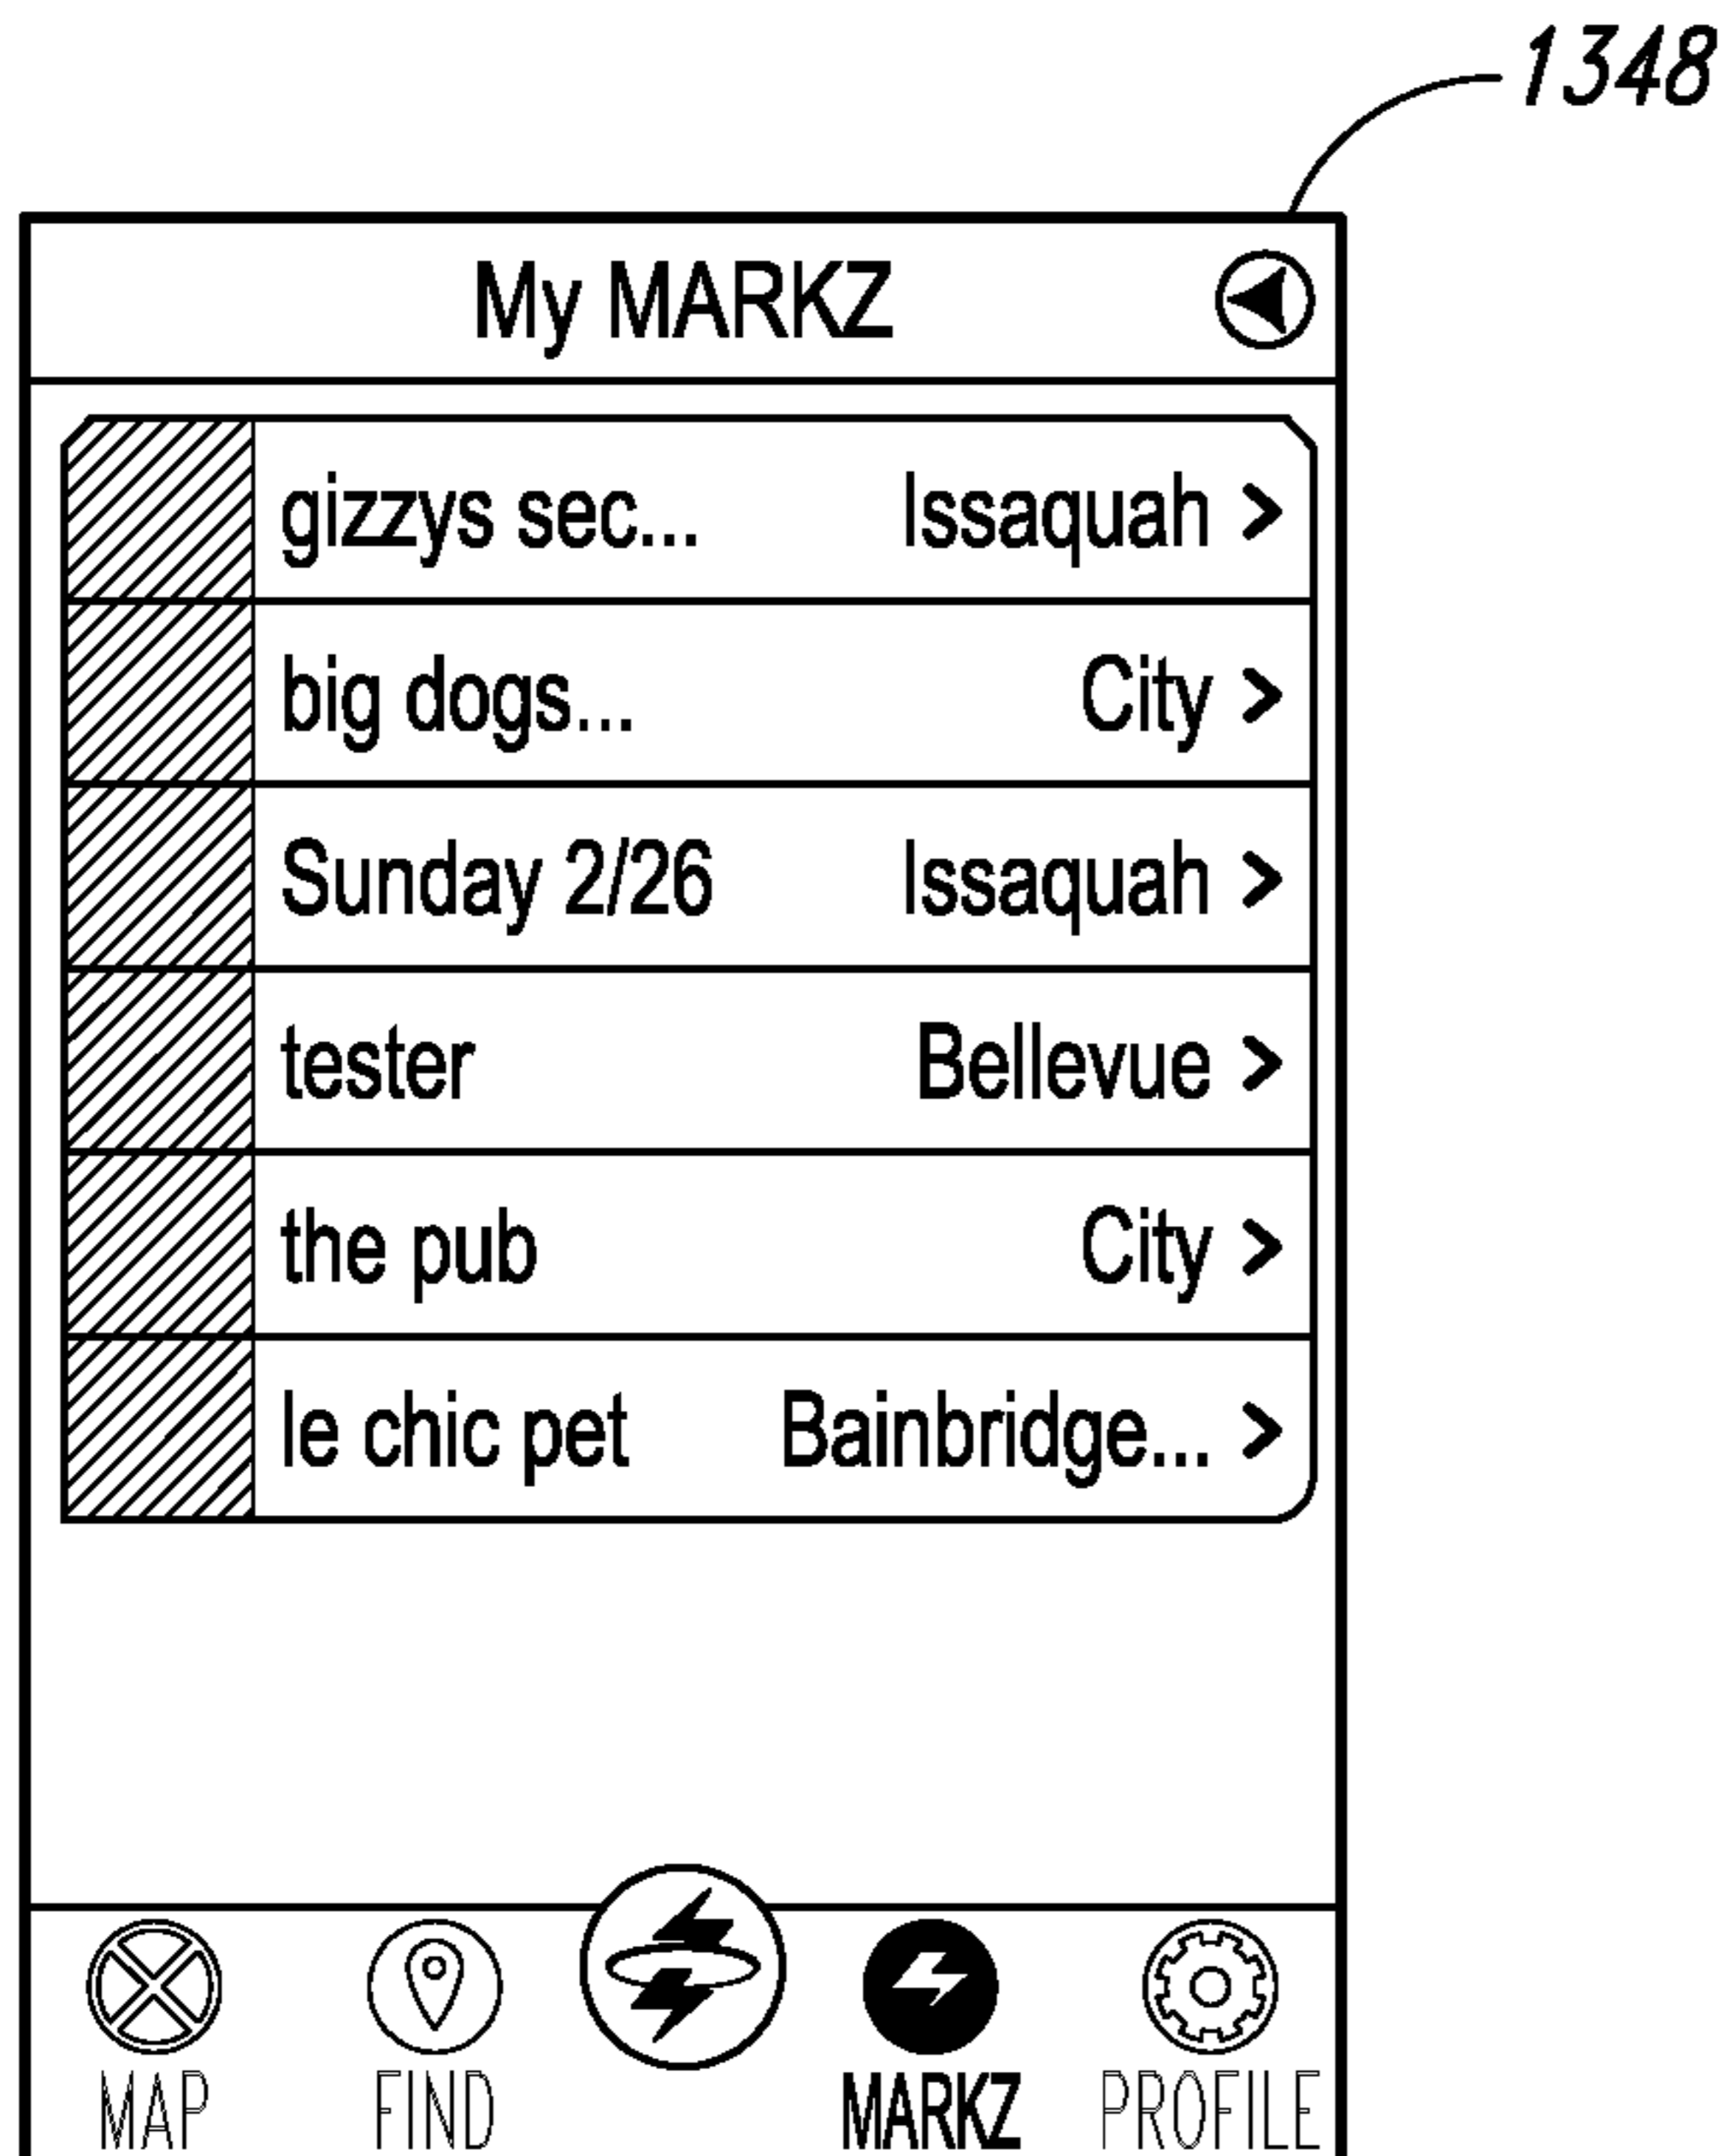 1348
My MARKZ
gizzys sec... Issaquah >
big dogs... City >
Sunday 2/26 Issaquah >
tester Bellevue >
the pub City >
le chic pet Bainbridge... >
MAP FIND MARKZ PROFILE